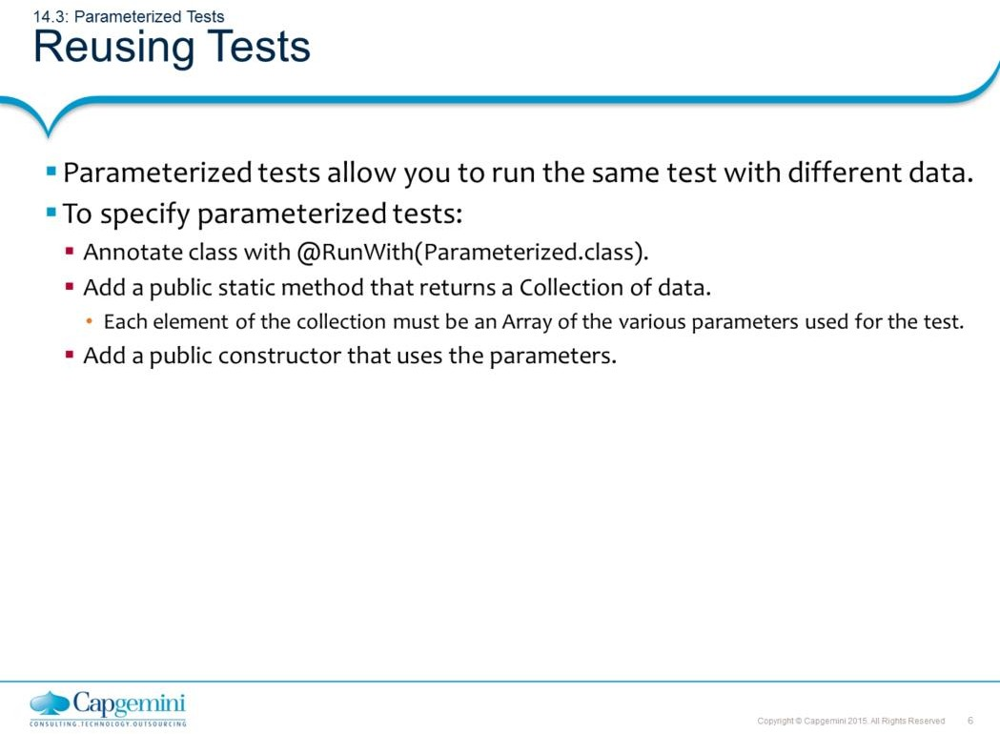 14.3: Parameterized Tests
Reusing Tests
Parameterized tests allow you to run the same test with different data.
To specify parameterized tests:
Annotate class with @RunWith(Parameterized.class).
Add a public static method that returns a Collection of data.
Each element of the collection must be an Array of the various parameters used for the test.
Add a public constructor that uses the parameters.
Capgemini
CONSULTING.TECHNOLOGY.OUTSOURCING
Copyright © Capgemini 2015. All Rights Reserved 6